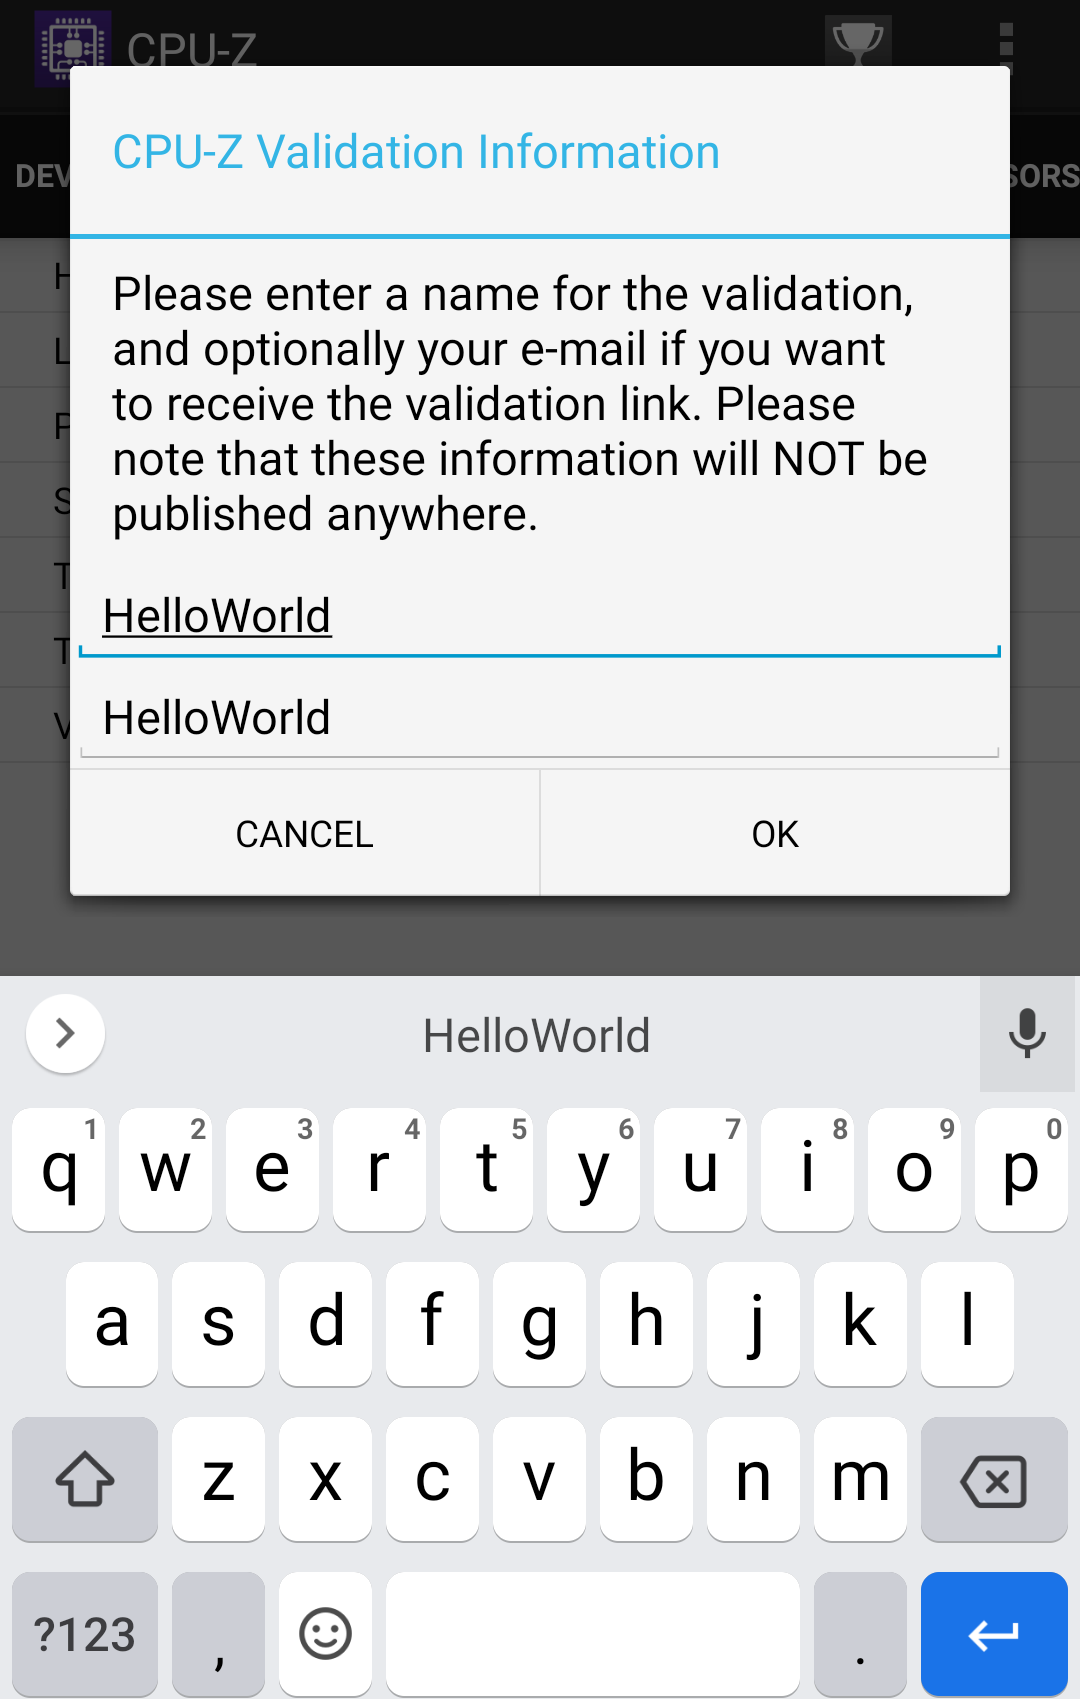 CPU-Z
DEV
SORS
CPU-Z Validation Information
H
L
P
S
T
T
V
Please enter a name for the validation,
and optionally your e-mail if you want
to receive the validation link. Please
note that these information will NOT be
published anywhere.
HelloWorld
HelloWorld
CANCEL OK
HelloWorld
q 1 w 2 e 3 r 4 t 5 y 6 u 7 i 8 o 9 p 0
a s d f g h j k l
z x c v b n m
?123 , .